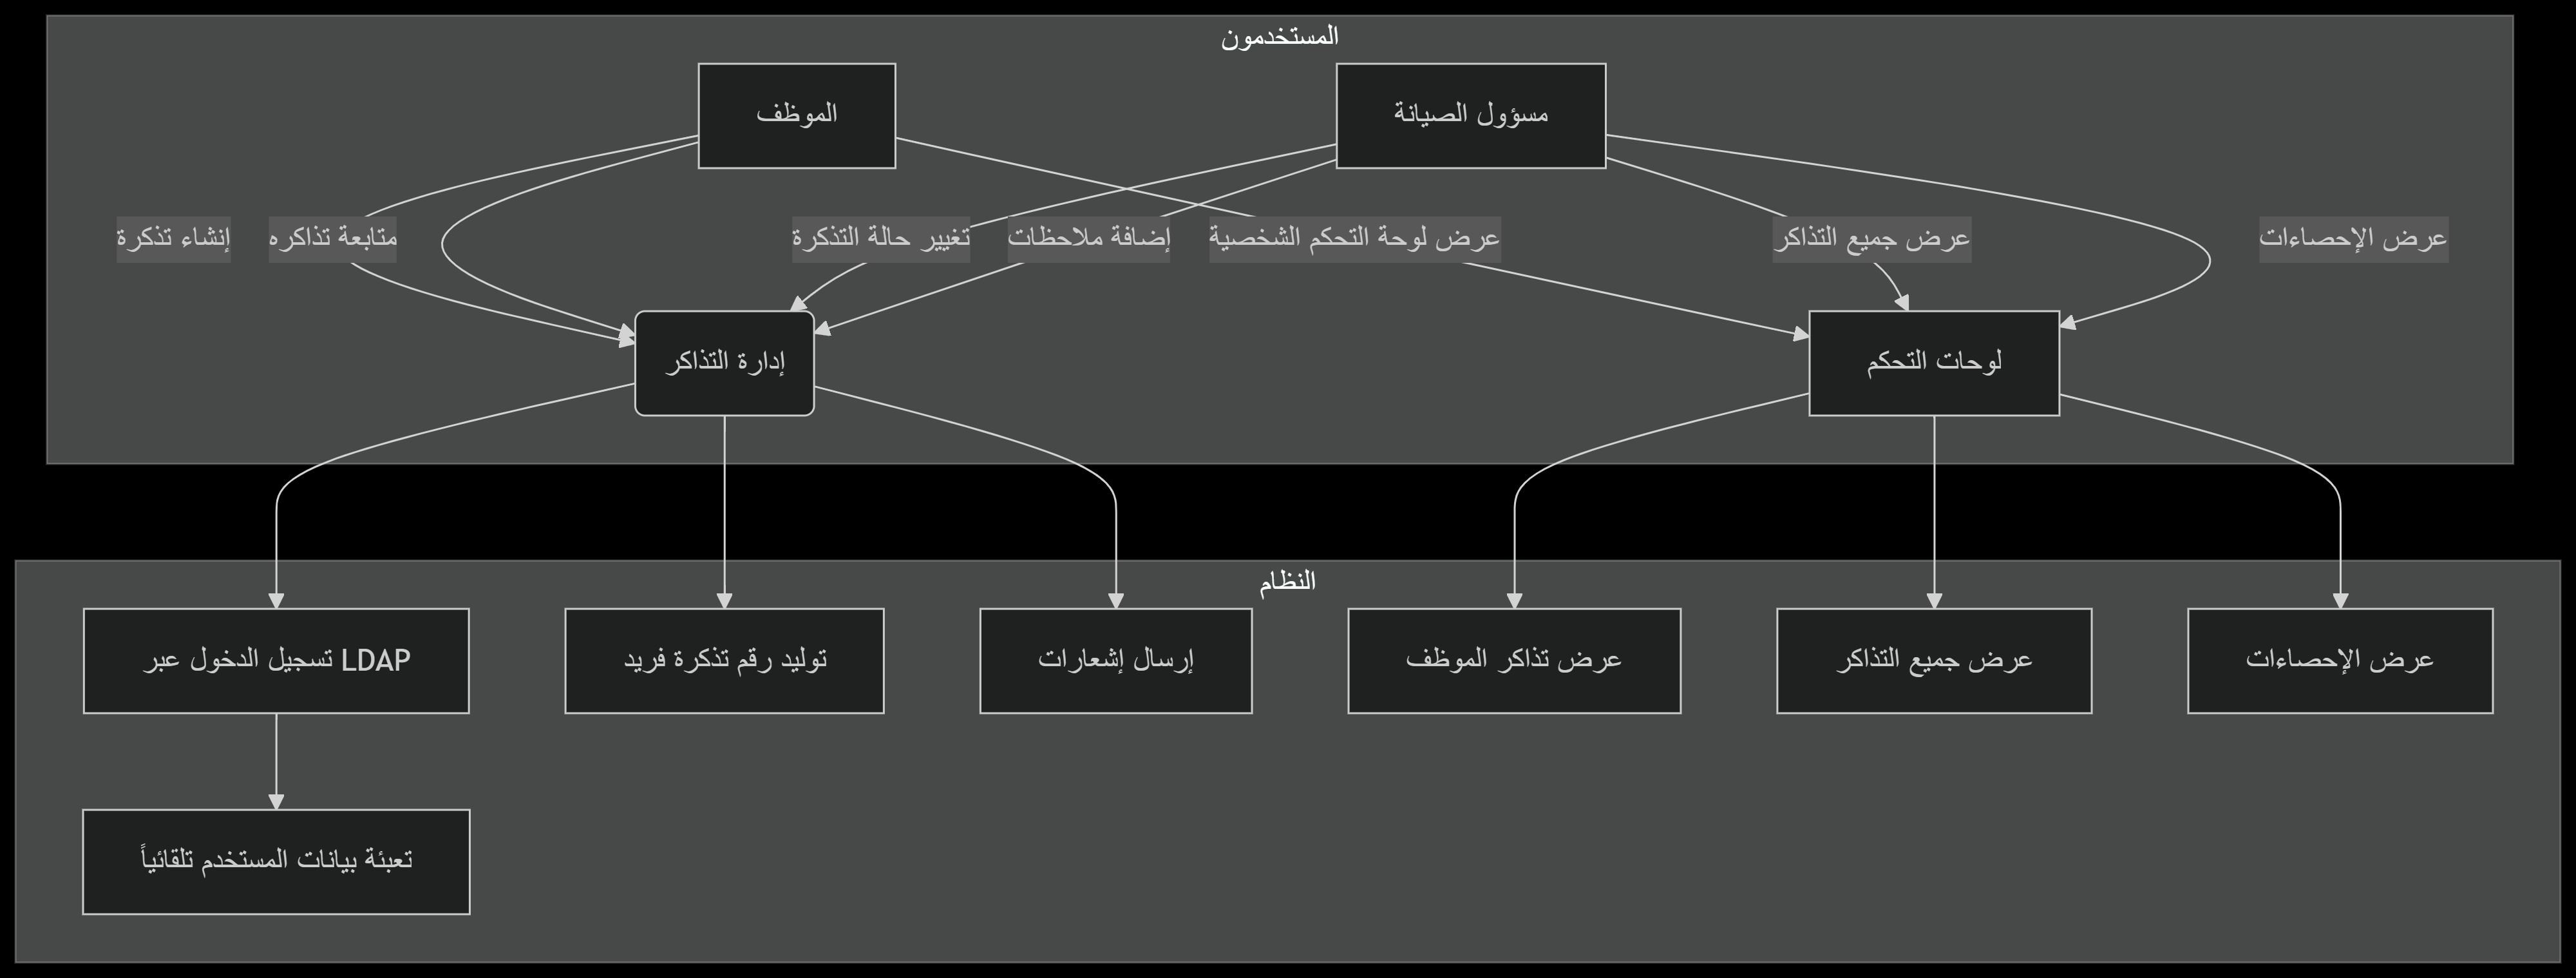 المستخدمون
مسؤول الصيانة
الموظف
عرض الإحصاءات
عرض جميع التذاكر
عرض لوحة التحكم الشخصية
إضافة ملاحظات
تغيير حالة التذكرة
متابعة تذاكره
إنشاء تذكرة
لوحات التحكم
إدارة التذاكر
النظام
عرض الإحصاءات
عرض جميع التذاكر
عرض تذاكر الموظف
إرسال إشعارات
توليد رقم تذكرة فريد
تسجيل الدخول عبر LDAP
تعبئة بيانات المستخدم تلقائياً